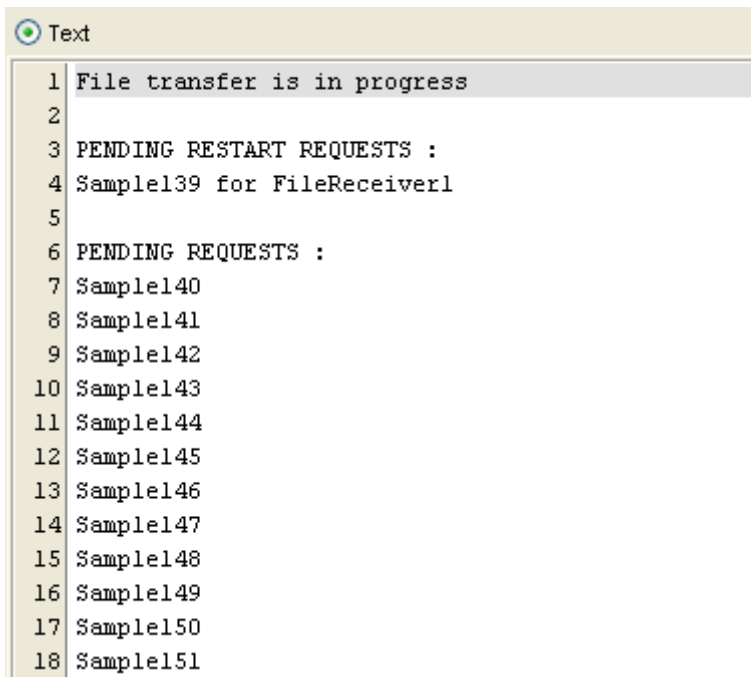 Text
1 File transfer is in progress
2
3 PENDING RESTART REQUESTS :
4 Sample139 for FileReceiver1
5
6 PENDING REQUESTS :
7 Sample140
8 Sample141
9 Sample142
10 Sample143
11 Sample144
12 Sample145
13 Sample146
14 Sample147
15 Sample148
16 Sample149
17 Sample150
18 Sample151